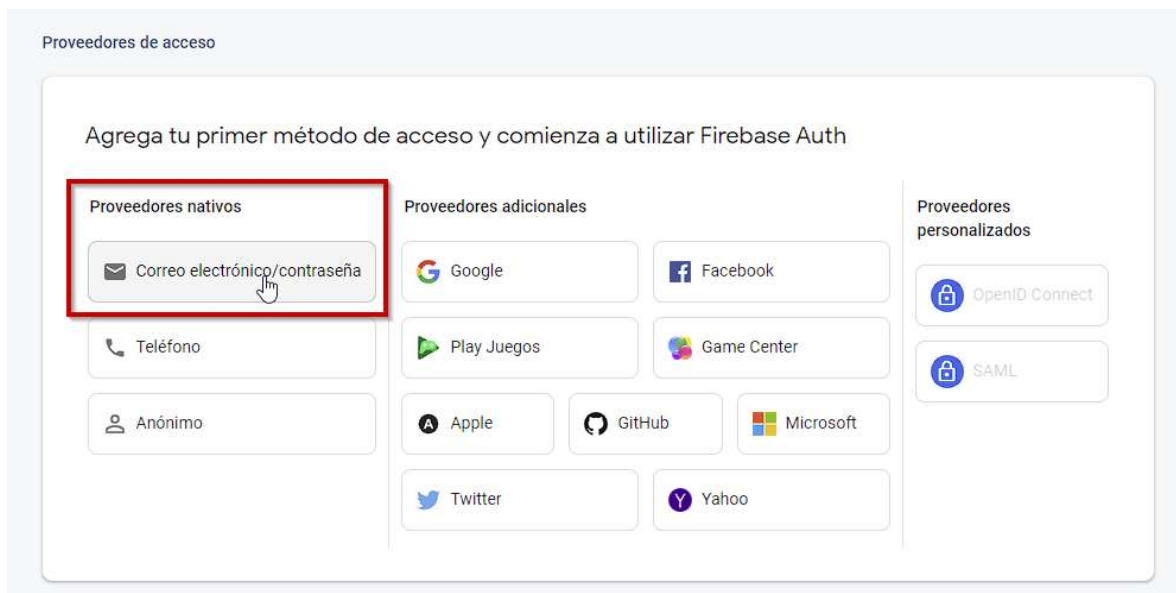 Proveedores de acceso
Agrega tu primer método de acceso y comienza a utilizar Firebase Auth
Proveedores nativos
Correo electrónico/contraseña
Teléfono
Anónimo
Proveedores adicionales
Google
Facebook
Play Juegos
Game Center
Apple
GitHub
Microsoft
Twitter
Yahoo
Proveedores
personalizados
OpenID Connect
SAML